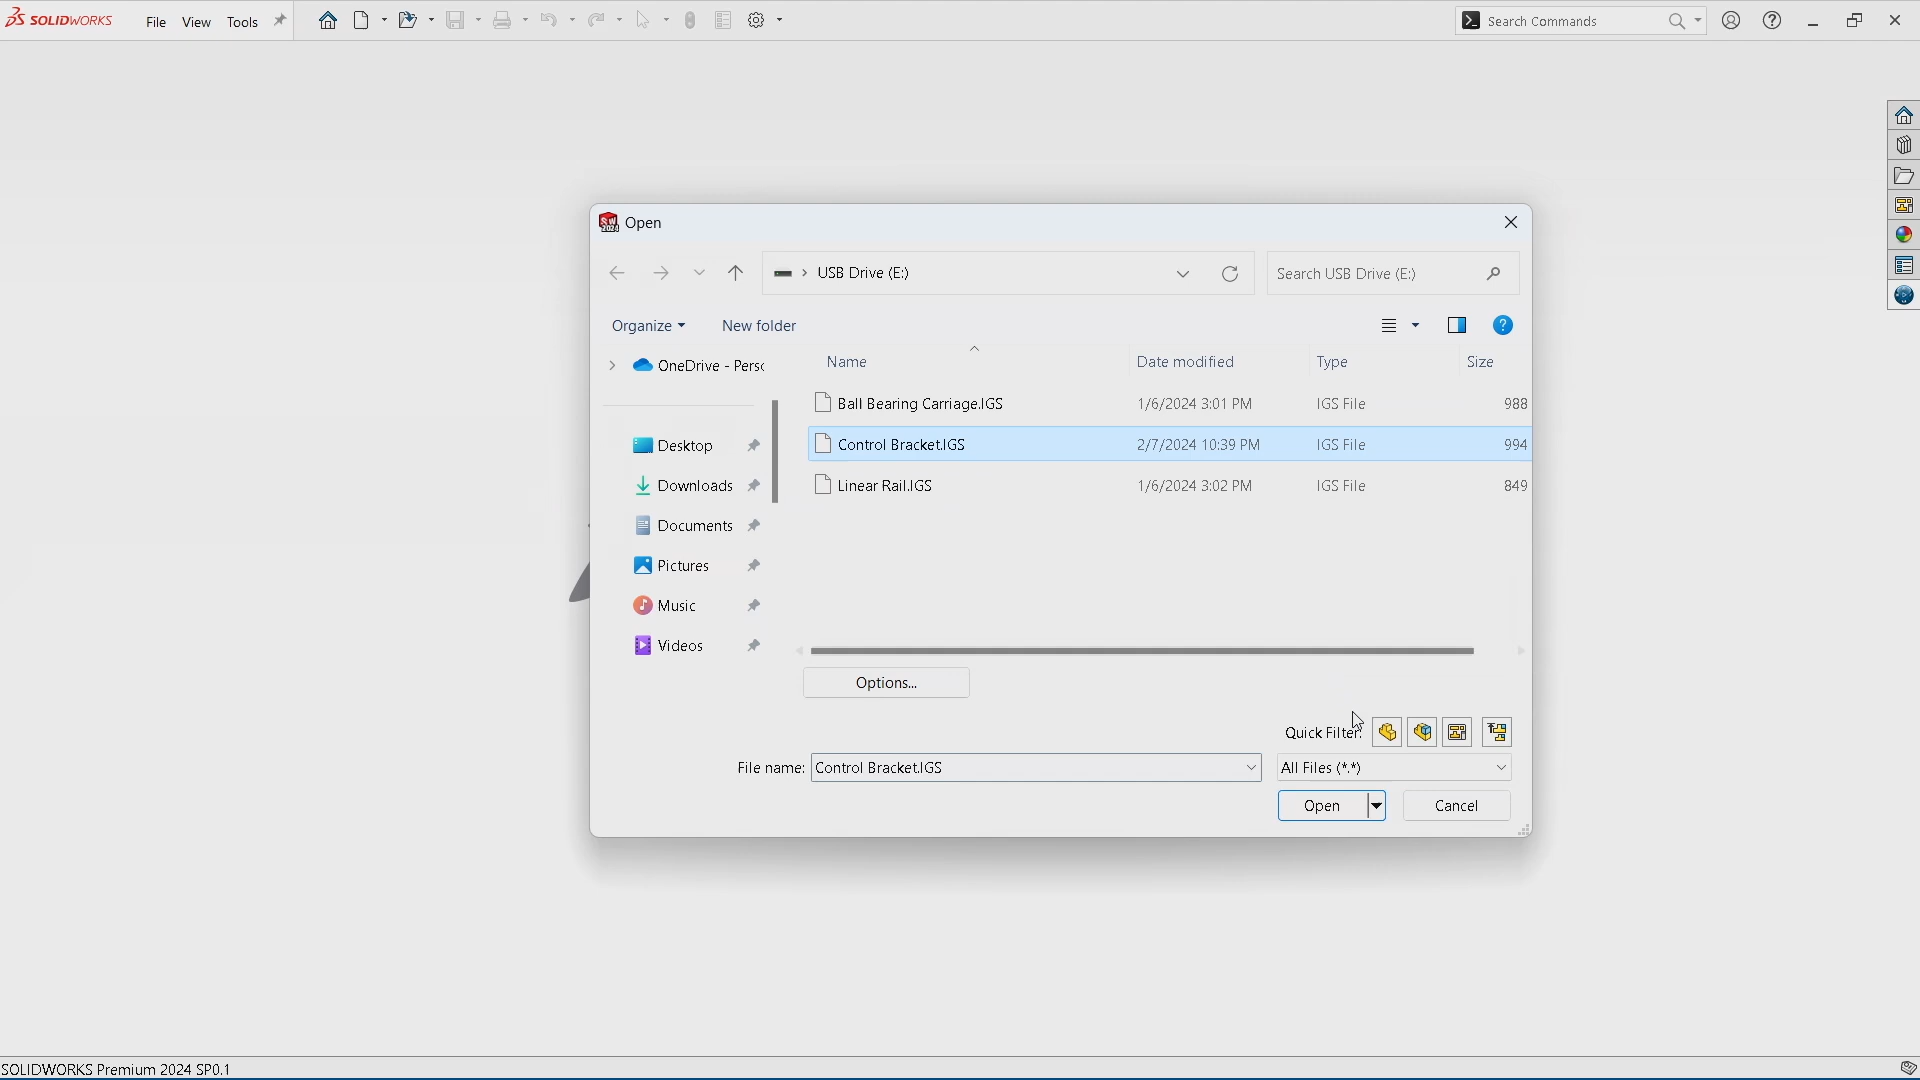 SOLIDWORKS File View Tools Search Commands
Open
USB Drive (E:) Search USB Drive (E:)
Organize New folder
Name Date modified Type Size
OneDrive - Perso
Ball Bearing Carriage.IGS 1/6/2024 3:01 PM IGS File 988
Desktop Control Bracket.IGS 2/7/2024 10:39 PM IGS File 994
Downloads Linear Rail.IGS 1/6/2024 3:02 PM IGS File 849
Documents
Pictures
Music
Videos
Options...
Quick Filter:
File name: Control Bracket.IGS All Files (*.*)
Open Cancel
SOLIDWORKS Premium 2024 SP0.1